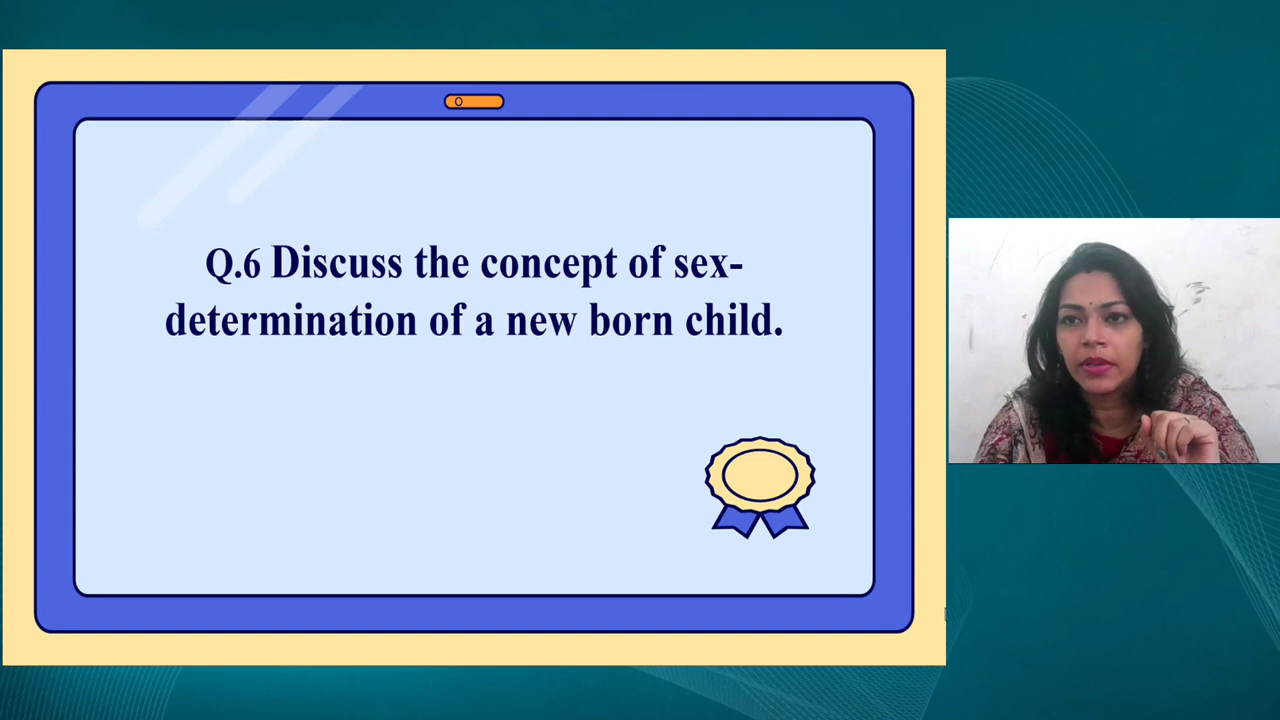 Q.6 Discuss the concept of sex-
determination of a new born child.